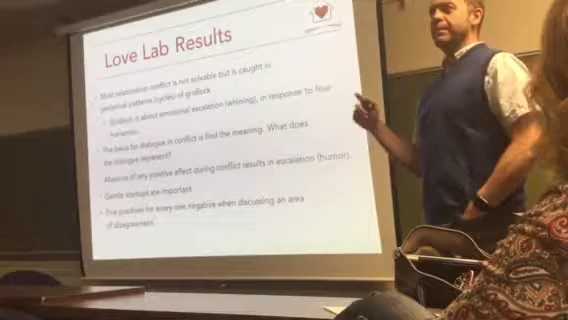 Love Lab Results
Most relationship conflict is not solvable but is caught in
perpetual patterns (cycles) of gridlock
Gridlock is about emotional escalation (whining), in response to four
horsemen.
The basis for dialogue in conflict is find the meaning. What does
the dialogue represent?
Absence of any positive affect during conflict results in escalation (humor).
Gentle startups are important
Five positives for every one negative when discussing an area
of disagreement